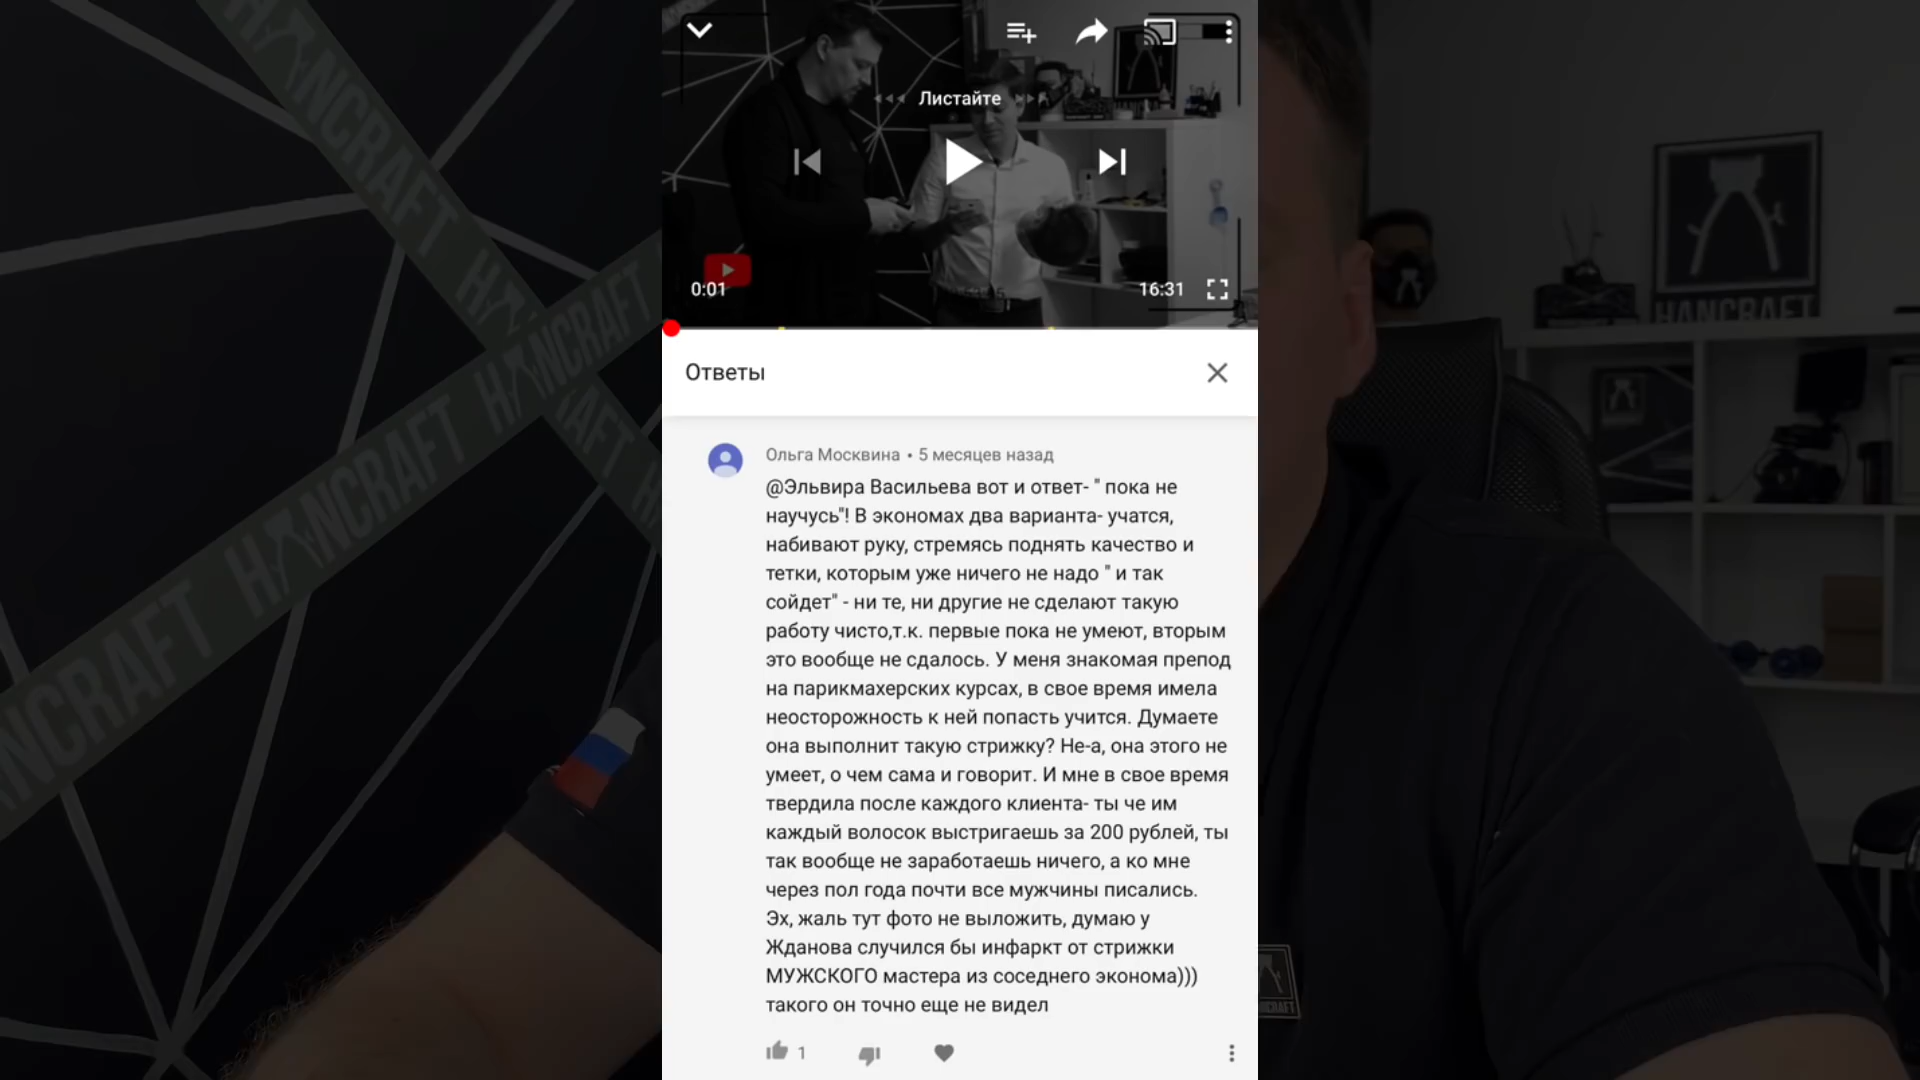 Листайте
0:01
16:31
Ответы
Ольга Москвина • 5 месяцев назад
@Эльвира Васильева вот и ответ- " пока не
научусь"! В экономах два варианта- учатся,
набивают руку, стремясь поднять качество и
тетки, которым уже ничего не надо " и так
сойдет" - ни те, ни другие не сделают такую
работу чисто,т.к. первые пока не умеют, вторым
это вообще не сдалось. У меня знакомая препод
на парикмахерских курсах, в свое время имела
неосторожность к ней попасть учится. Думаете
она выполнит такую стрижку? Не-а, она этого не
умеет, о чем сама и говорит. И мне в свое время
твердила после каждого клиента- ты че им
каждый волосок выстригаешь за 200 рублей, ты
так вообще не заработаешь ничего, а ко мне
через пол года почти все мужчины писались.
Эх, жаль тут фото не выложить, думаю у
Жданова случился бы инфаркт от стрижки
МУЖСКОГО мастера из соседнего эконома)))
такого он точно еще не видел
1
HANCRAFT
HANCRAFT
HANCRAFT
HANCRAFT
HANCRAFT
HANCRAFT